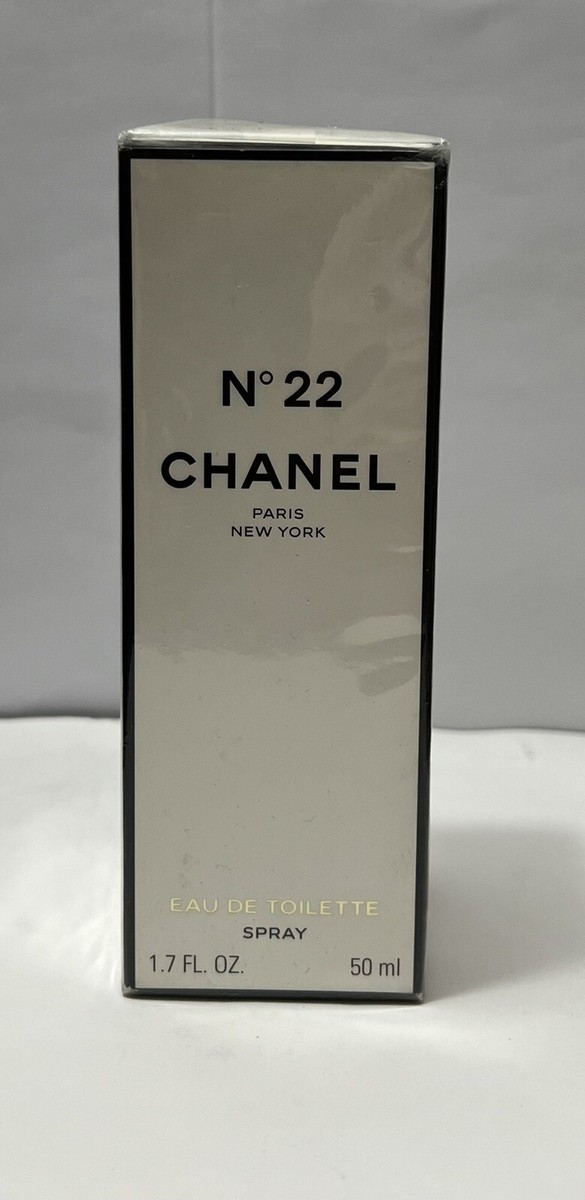 N° 22
CHANEL
PARIS
NEW YORK
EAU DE TOILETTE
SPRAY
1.7 FL. OZ. 50 ml